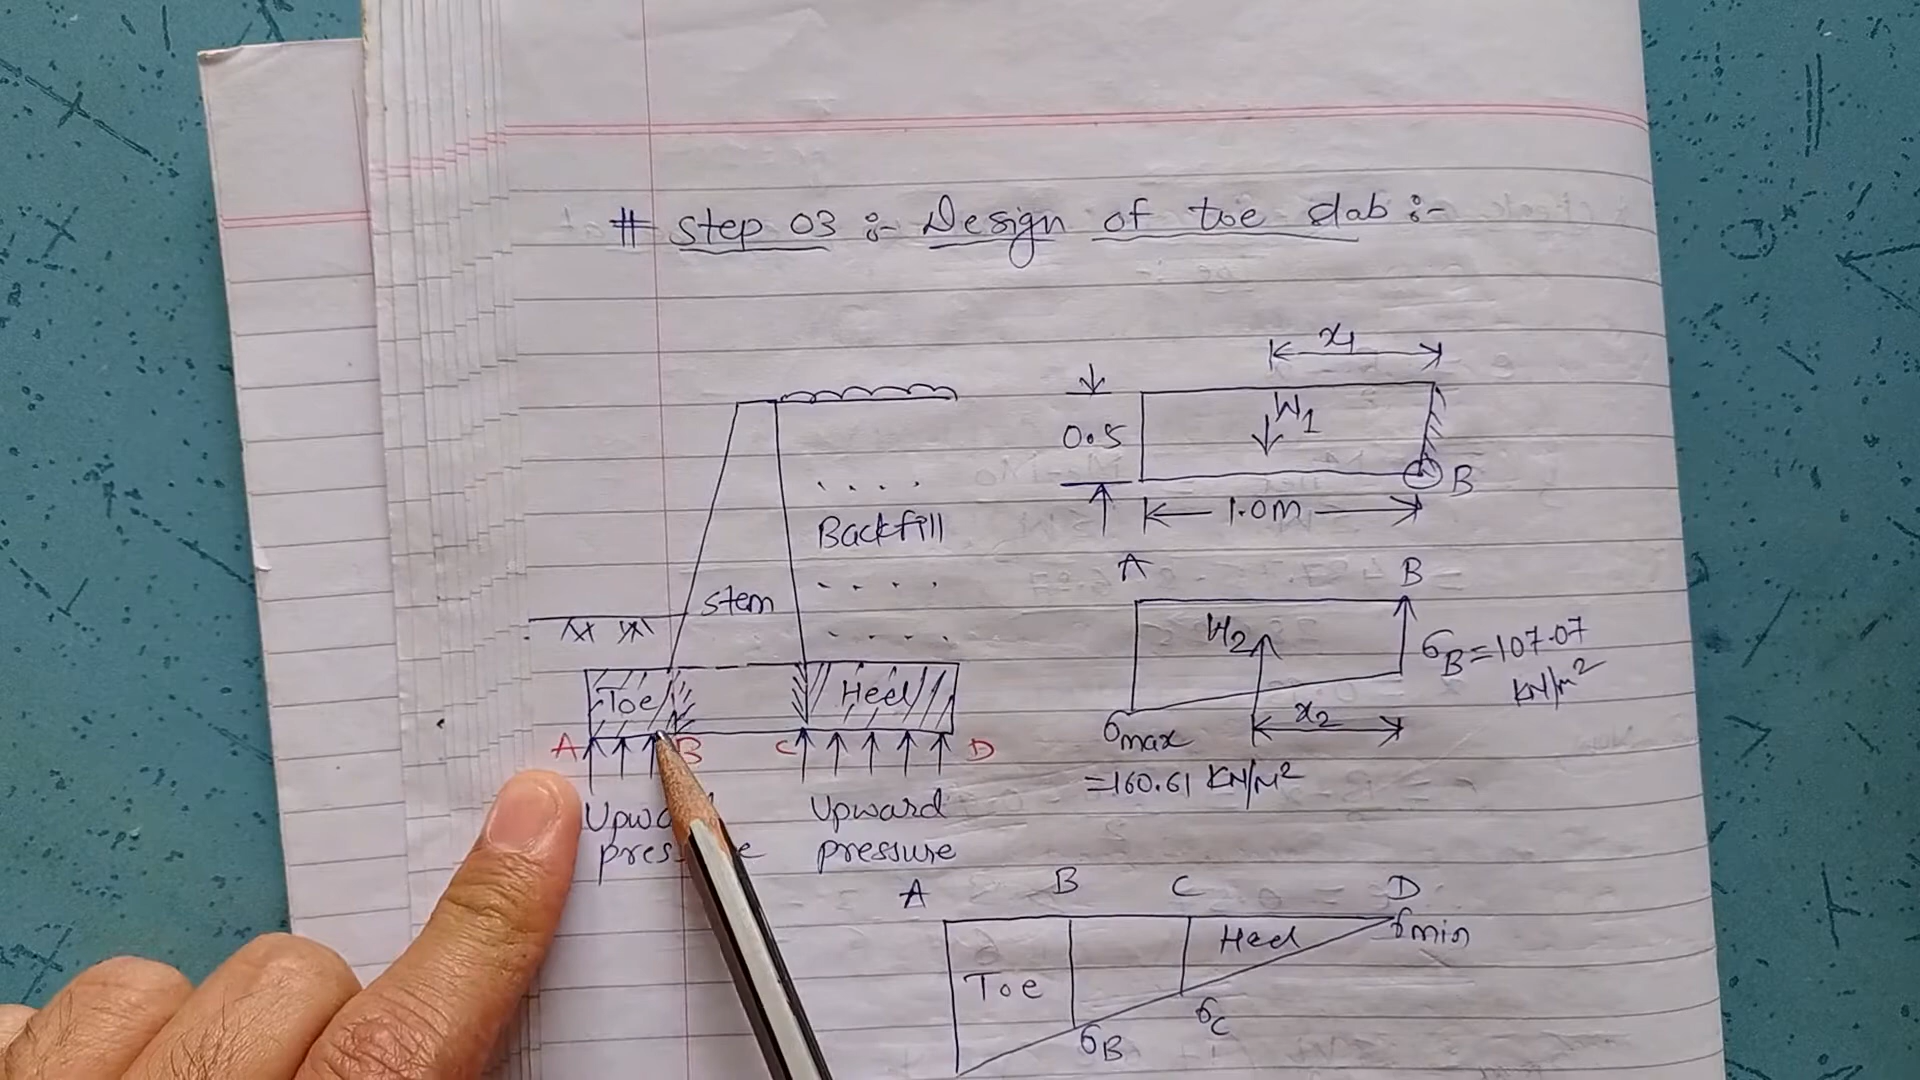 # Step 03 :- Design of toe slab :-
x1
0.5
W1
B
1.0m
Backfill
stem
A
B
W2
σB = 107.07 KN/m²
x2
σmax
= 160.61 KN/M²
Toe
Heel
A
B
C
D
Upward
pressure
A
B
C
D
Toe
Heel
σmin
σB
σC